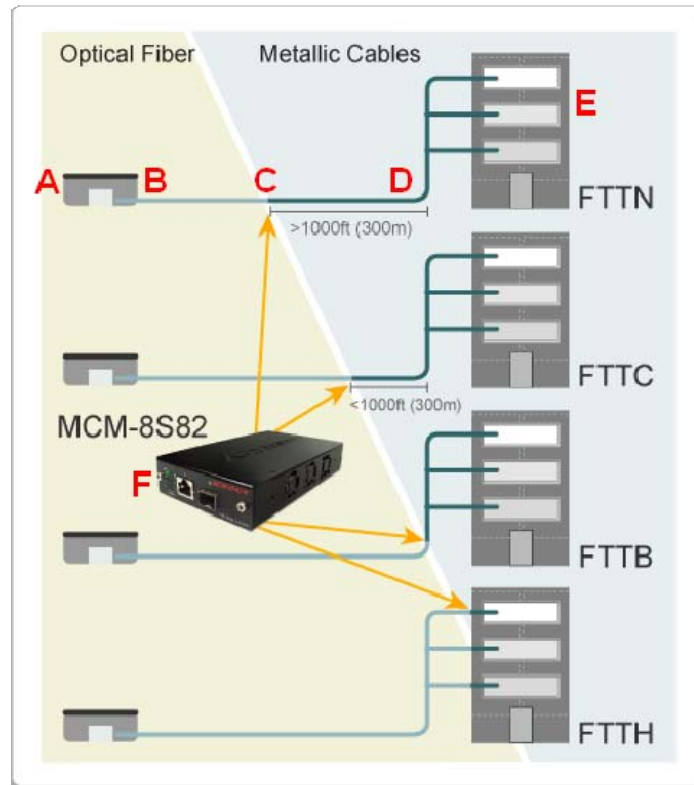 Optical Fiber
Metallic Cables
E
A
B
C
D
FTTN
>1000ft (300m)
FTTC
<1000ft (300m)
MCM-8S82
F
FTTB
FTTH